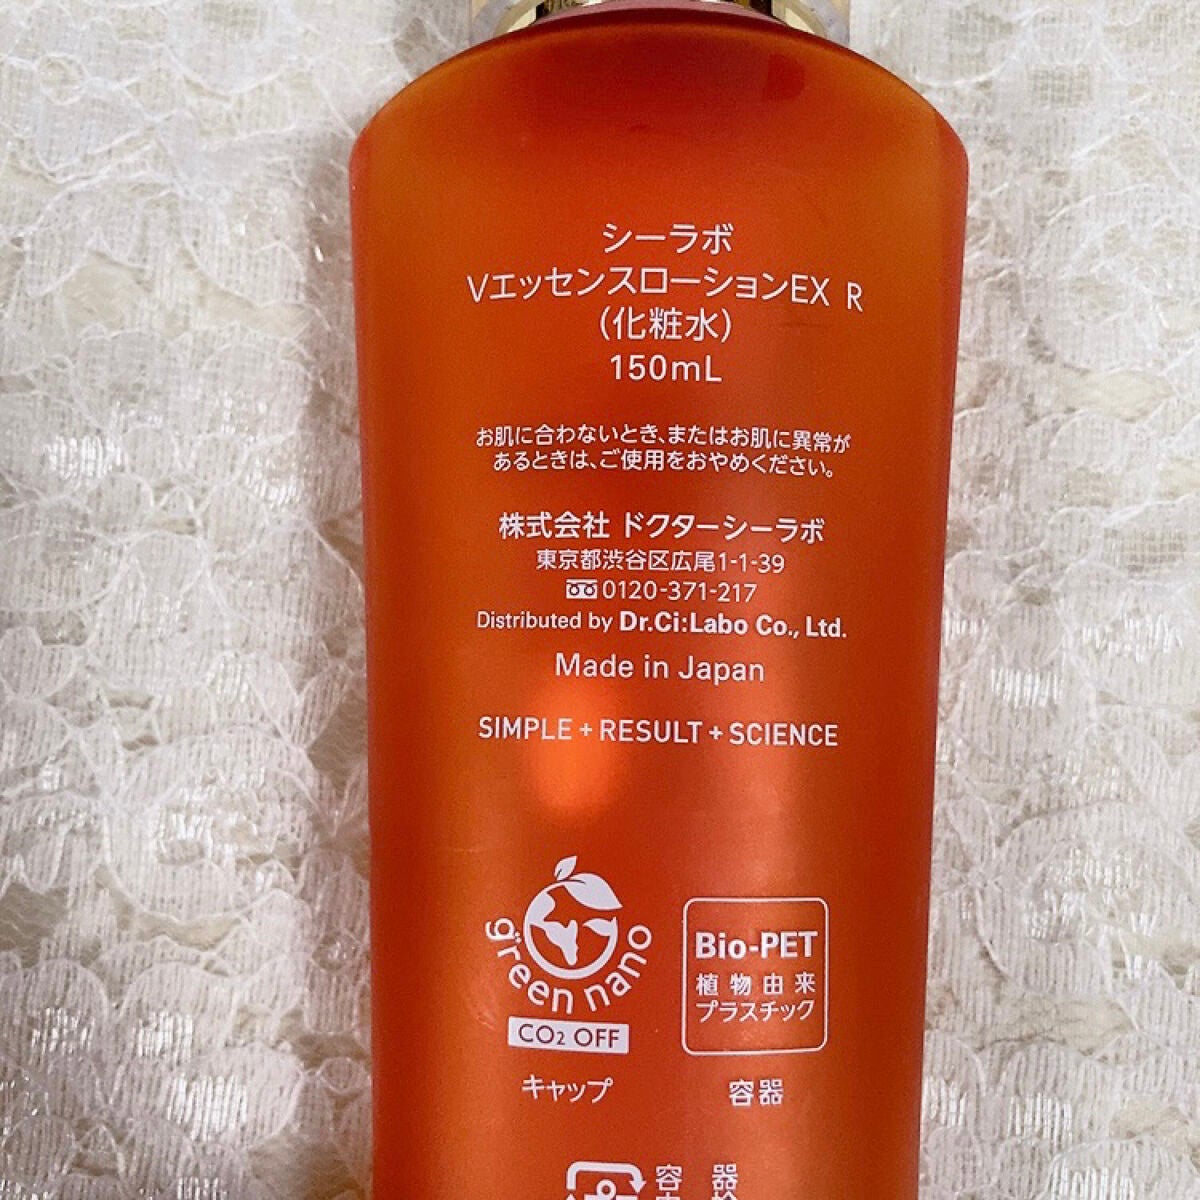 シーラボ
VエッセンスローションEX R
(化粧水)
150mL
お肌に合わないとき、またはお肌に異常が
あるときは、ご使用をおやめください。
株式会社 ドクターシーラボ
東京都渋谷区広尾1-1-39
0120-371-217
Distributed by Dr.Ci:Labo Co., Ltd.
Made in Japan
SIMPLE + RESULT + SCIENCE
green nano
CO2 OFF
キャップ
Bio-PET
植物由来
プラスチック
容器
容 器